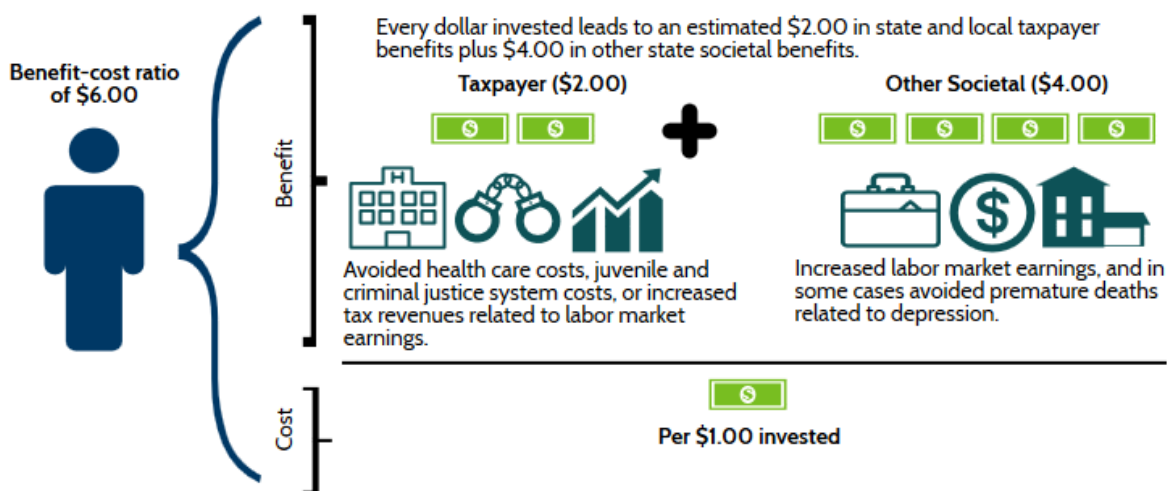 Every dollar invested leads to an estimated $2.00 in state and local taxpayer
benefits plus $4.00 in other state societal benefits.
Benefit-cost ratio
of $6.00
Benefit
Taxpayer ($2.00)
$ $
H
Avoided health care costs, juvenile and
criminal justice system costs, or increased
tax revenues related to labor market
earnings.
Other Societal ($4.00)
$ $ $ $
$
Increased labor market earnings, and in
some cases avoided premature deaths
related to depression.
Cost
$
Per $1.00 invested